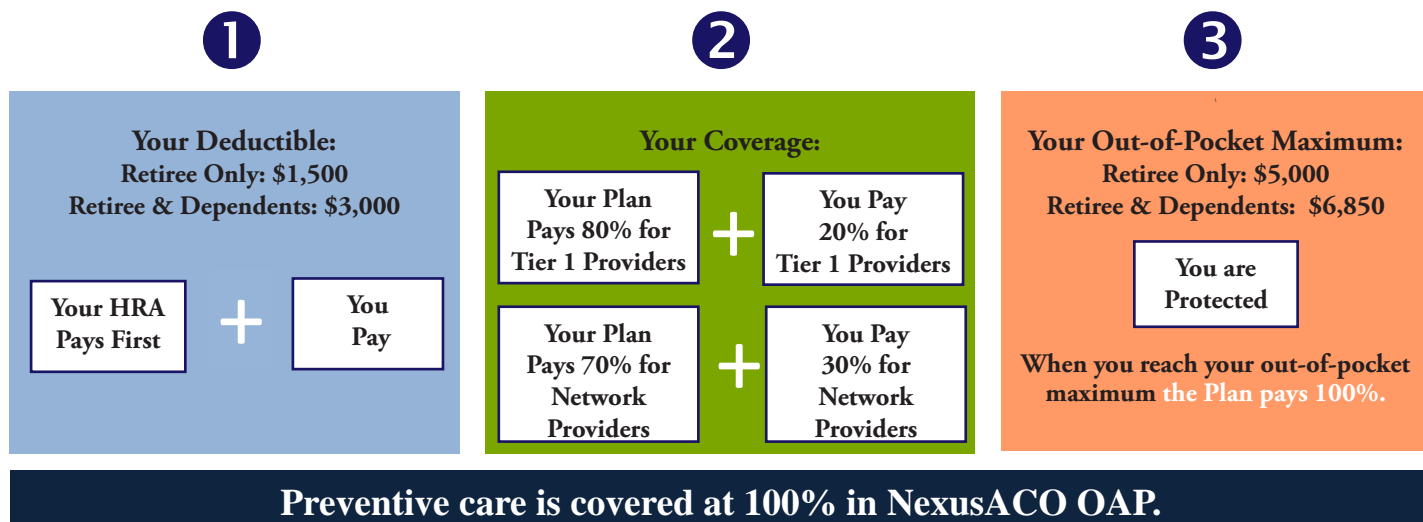 1
2
3
Your Deductible:
Retiree Only: $1,500
Retiree & Dependents: $3,000
Your HRA
Pays First
+
You
Pay
Your Coverage:
Your Plan
Pays 80% for
Tier 1 Providers
+
You Pay
20% for
Tier 1 Providers
Your Plan
Pays 70% for
Network
Providers
+
You Pay
30% for
Network
Providers
Your Out-of-Pocket Maximum:
Retiree Only: $5,000
Retiree & Dependents: $6,850
You are
Protected
When you reach your out-of-pocket
maximum the Plan pays 100%.
Preventive care is covered at 100% in NexusACO OAP.